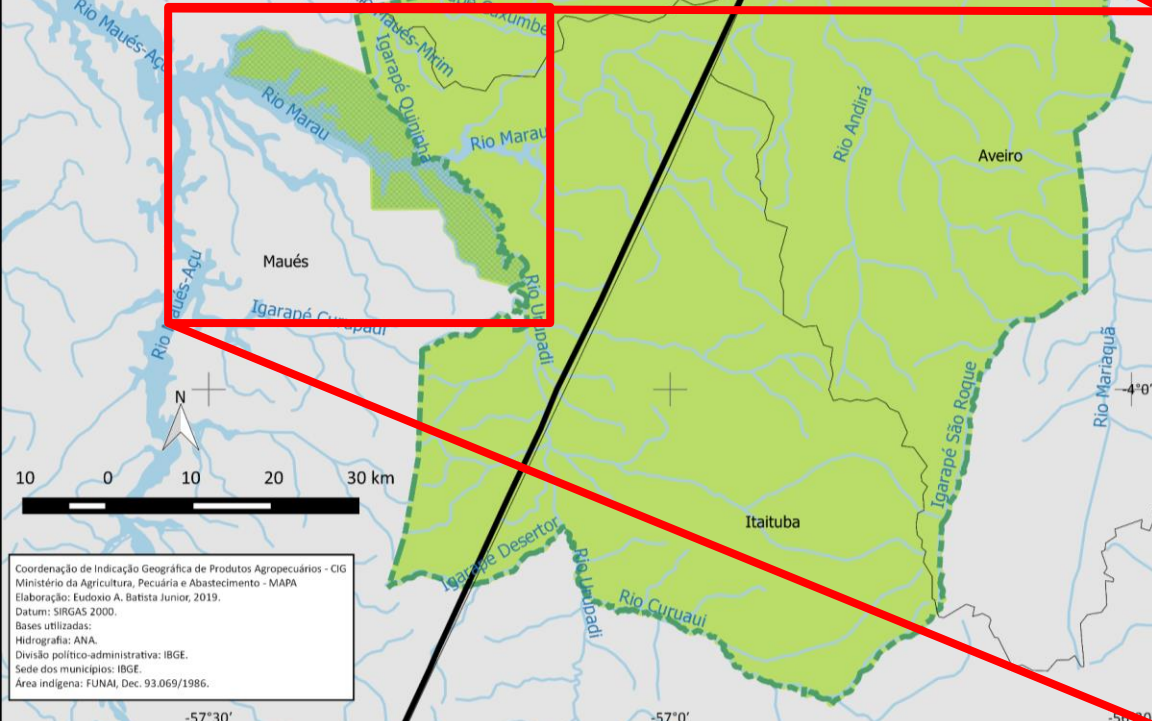 Rio Maués-Açu
Maués-Mirim
Igarapé Quininha
Rio Marau
Rio Marau
Rio Andirá
Aveiro
Maués
Rio Maués-Açu
Igarapé Curupadi
Rio Urupadi
Rio Mariaquã
-4°0'
Igarapé São Roque
N
10 0 10 20 30 km
Itaituba
Igarapé Desertor
Rio Urupadi
Rio Curuaui
Coordenação de Indicação Geográfica de Produtos Agropecuários - CIG
Ministério da Agricultura, Pecuária e Abastecimento - MAPA
Elaboração: Eudoxio A. Batista Junior, 2019.
Datum: SIRGAS 2000.
Bases utilizadas:
Hidrografia: ANA.
Divisão político-administrativa: IBGE.
Sede dos municípios: IBGE.
Área indígena: FUNAI, Dec. 93.069/1986.
-57°30'
-57°0'